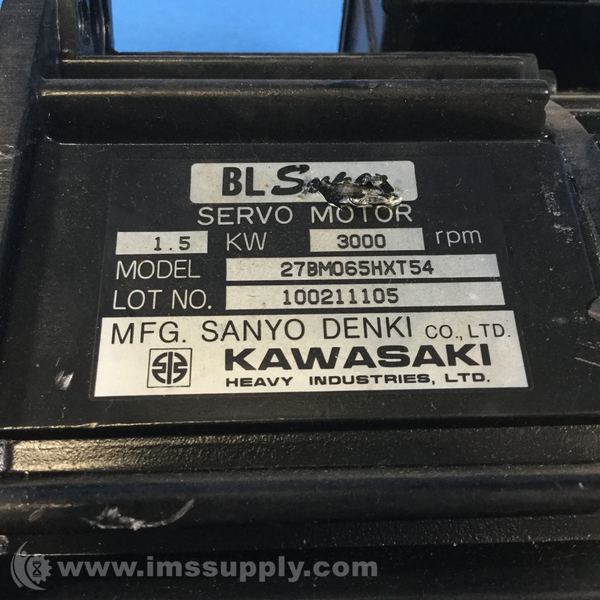 BL Super
SERVO MOTOR
1.5 KW 3000 rpm
MODEL 27BM065HXT54
LOT NO. 100211105
MFG. SANYO DENKI CO., LTD.
KAWASAKI
HEAVY INDUSTRIES, LTD.
www.imssupply.com